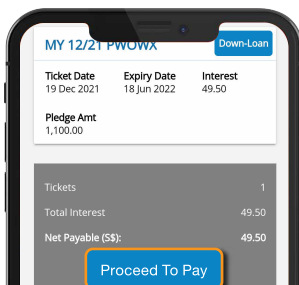 MY 12/21 PWOWX Down-Loan
Ticket Date Expiry Date Interest
19 Dec 2021 18 Jun 2022 49.50
Pledge Amt
1,100.00
Tickets 1
Total Interest 49.50
Net Payable (S$): 49.50
Proceed To Pay